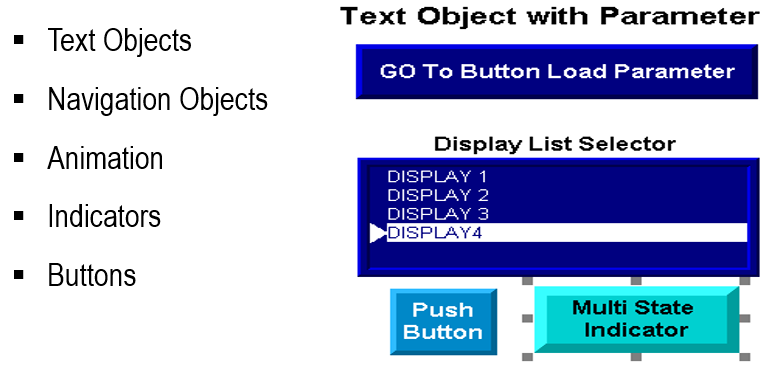 Text Objects
Navigation Objects
Animation
Indicators
Buttons
Text Object with Parameter
GO To Button Load Parameter
Display List Selector
DISPLAY 1
DISPLAY 2
DISPLAY 3
DISPLAY4
Push
Button
Multi State
Indicator